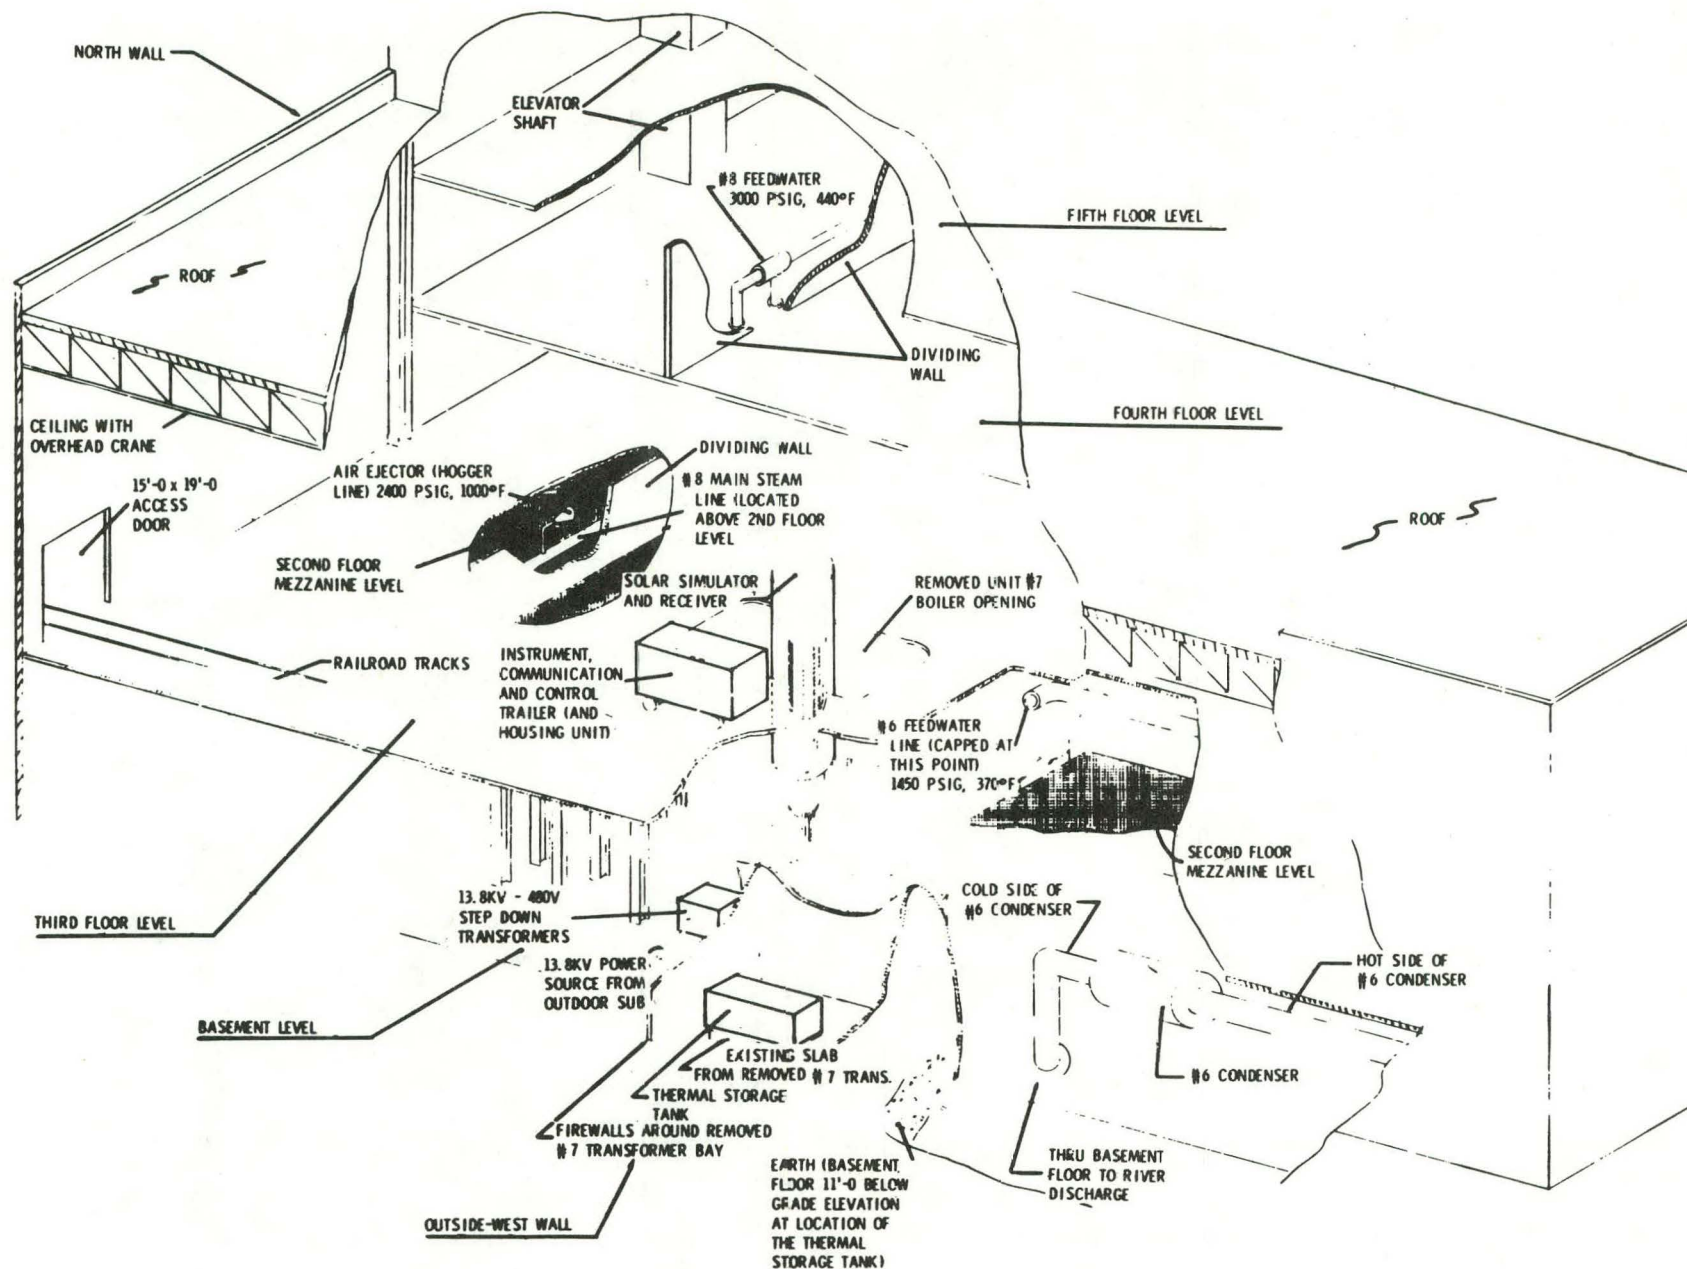 NORTH WALL
ELEVATOR
SHAFT
#8 FEEDWATER
3000 PSIG, 440°F
FIFTH FLOOR LEVEL
ROOF
DIVIDING
WALL
FOURTH FLOOR LEVEL
CEILING WITH
OVERHEAD CRANE
15'-0 x 19'-0
ACCESS
DOOR
AIR EJECTOR (HOGGER
LINE) 2400 PSIG, 1000°F
DIVIDING WALL
#8 MAIN STEAM
LINE (LOCATED
ABOVE 2ND FLOOR
LEVEL
ROOF
SECOND FLOOR
MEZZANINE LEVEL
SOLAR SIMULATOR
AND RECEIVER
REMOVED UNIT #7
BOILER OPENING
RAILROAD TRACKS
INSTRUMENT,
COMMUNICATION
AND CONTROL
TRAILER (AND
HOUSING UNIT)
#6 FEEDWATER
LINE (CAPPED AT
THIS POINT)
1450 PSIG, 370°F
SECOND FLOOR
MEZZANINE LEVEL
THIRD FLOOR LEVEL
13.8KV - 480V
STEP DOWN
TRANSFORMERS
COLD SIDE OF
#6 CONDENSER
13.8KV POWER
SOURCE FROM
OUTDOOR SUB
HOT SIDE OF
#6 CONDENSER
BASEMENT LEVEL
EXISTING SLAB
FROM REMOVED #7 TRANS.
#6 CONDENSER
THERMAL STORAGE
TANK
FIREWALLS AROUND REMOVED
#7 TRANSFORMER BAY
EARTH (BASEMENT
FLOOR 11'-0 BELOW
GRADE ELEVATION
AT LOCATION OF
THE THERMAL
STORAGE TANK)
THRU BASEMENT
FLOOR TO RIVER
DISCHARGE
OUTSIDE-WEST WALL